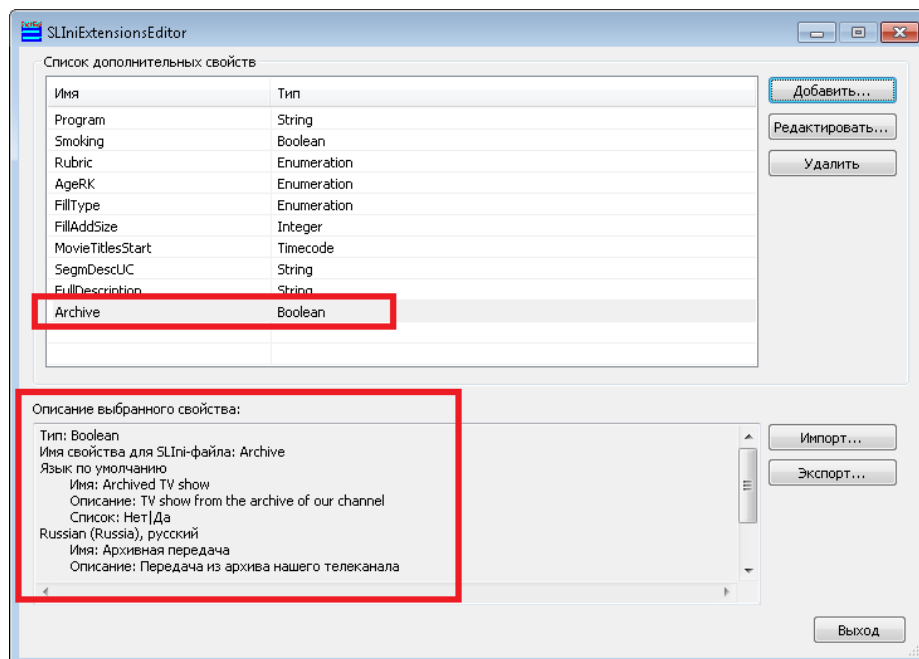 SLIniExtensionsEditor
Список дополнительных свойств
Имя Тип
Program String
Smoking Boolean
Rubric Enumeration
AgeRK Enumeration
FillType Enumeration
FillAddSize Integer
MovieTitlesStart Timecode
SegmDescUC String
FullDescription String
Archive Boolean
Добавить...
Редактировать...
Удалить
Описание выбранного свойства:
Тип: Boolean
Имя свойства для SLIni-файла: Archive
Язык по умолчанию
Имя: Archived TV show
Описание: TV show from the archive of our channel
Список: Нет|Да
Russian (Russia), русский
Имя: Архивная передача
Описание: Передача из архива нашего телеканала
Импорт...
Экспорт...
Выход